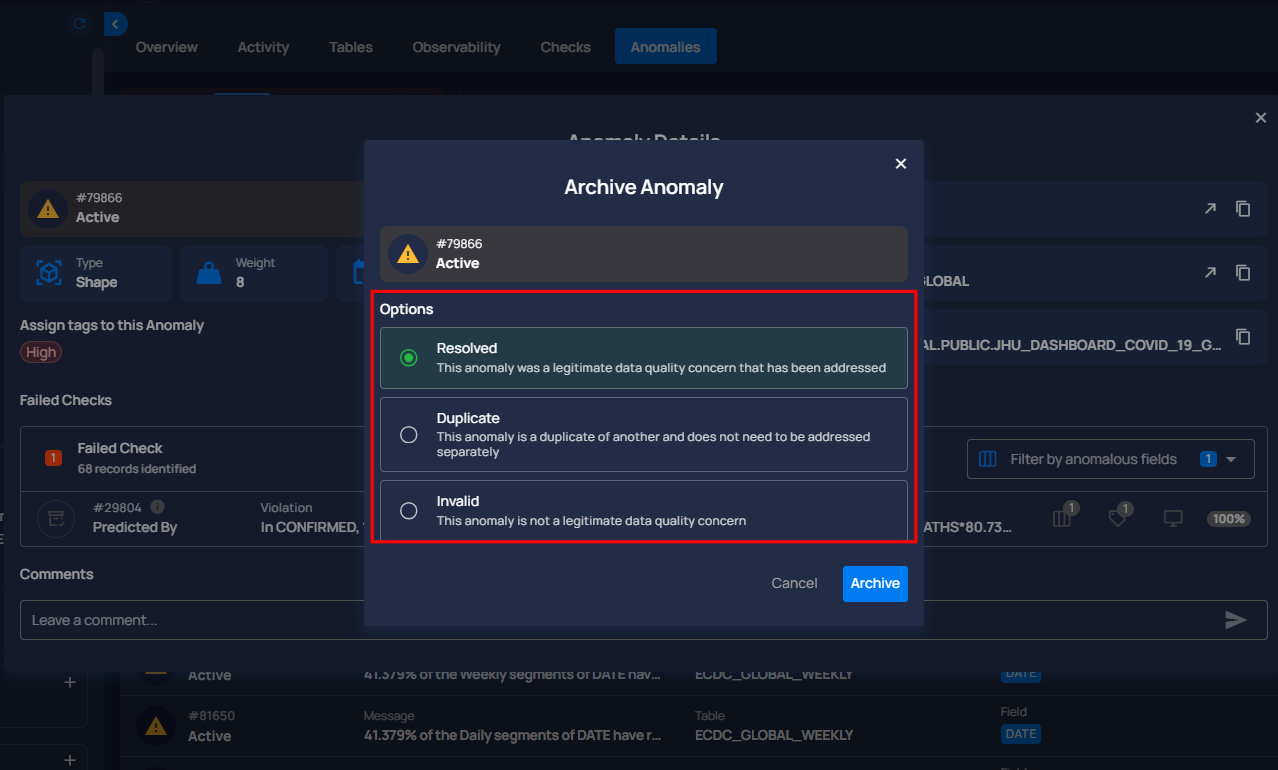 Overview
Activity
Tables
Observability
Checks
Anomalies
Anomaly Details
#79866
Active
Type
Shape
Weight
8
Assign tags to this Anomaly
High
Failed Checks
1
Failed Check
68 records identified
#29804
Predicted By
Violation
In CONFIRMED,
Archive Anomaly
#79866
Active
Options
Resolved
This anomaly was a legitimate data quality concern that has been addressed
Duplicate
This anomaly is a duplicate of another and does not need to be addressed
separately
Invalid
This anomaly is not a legitimate data quality concern
Cancel
Archive
GLOBAL
AL.PUBLIC.JHU_DASHBOARD_COVID_19_G...
Filter by anomalous fields
1
ATHS*80.73...
1
1
100%
Comments
Leave a comment...
Active
41.379% of the Weekly segments of DATE hav...
ECDC_GLOBAL_WEEKLY
DATE
#81650
Active
Message
41.379% of the Daily segments of DATE have r...
Table
ECDC_GLOBAL_WEEKLY
Field
DATE